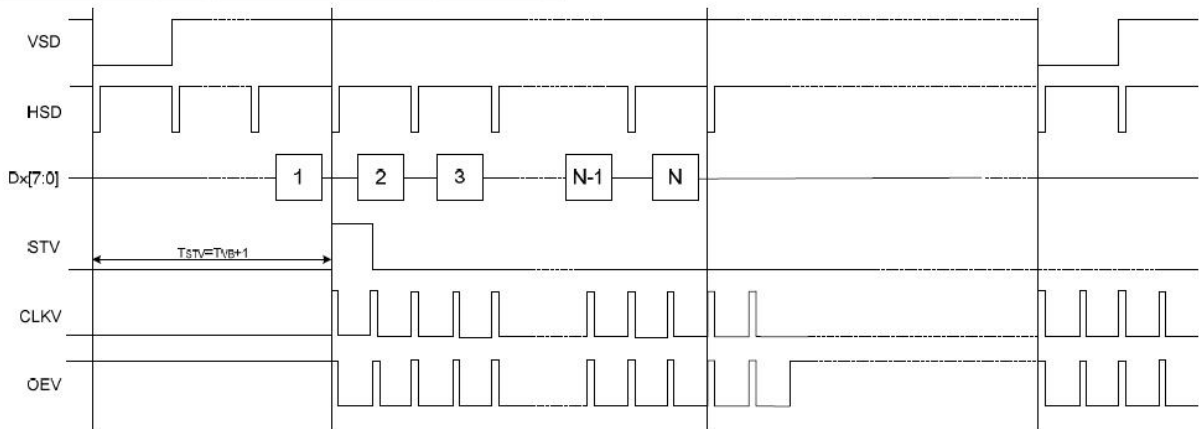 VSD
HSD
Dx[7:0] 1 2 3 N-1 N
STV TSTV=TVB+1
CLKV
OEV